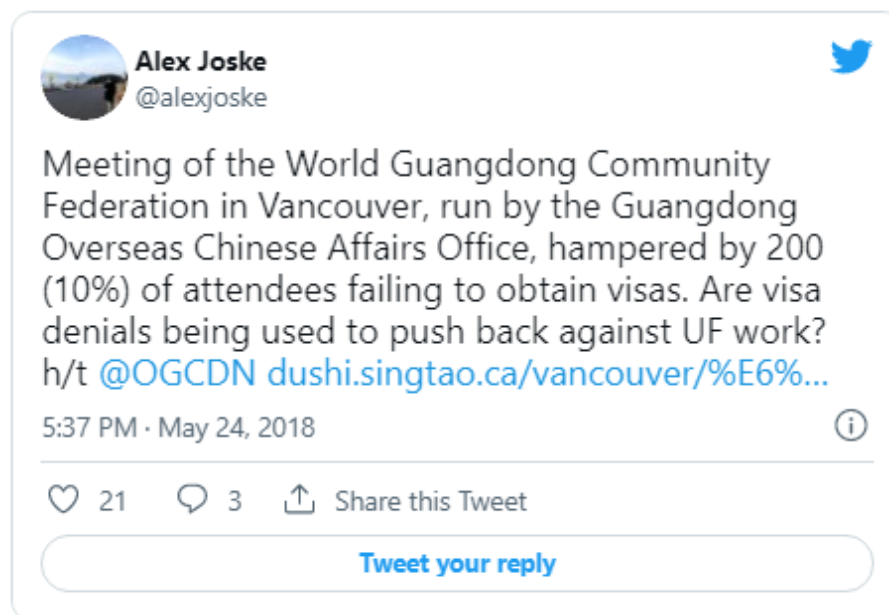 Alex Joske
@alexjoske
Meeting of the World Guangdong Community
Federation in Vancouver, run by the Guangdong
Overseas Chinese Affairs Office, hampered by 200
(10%) of attendees failing to obtain visas. Are visa
denials being used to push back against UF work?
h/t @OGCDN dushi.singtao.ca/vancouver/%E6%...
5:37 PM · May 24, 2018
21 3 Share this Tweet
Tweet your reply